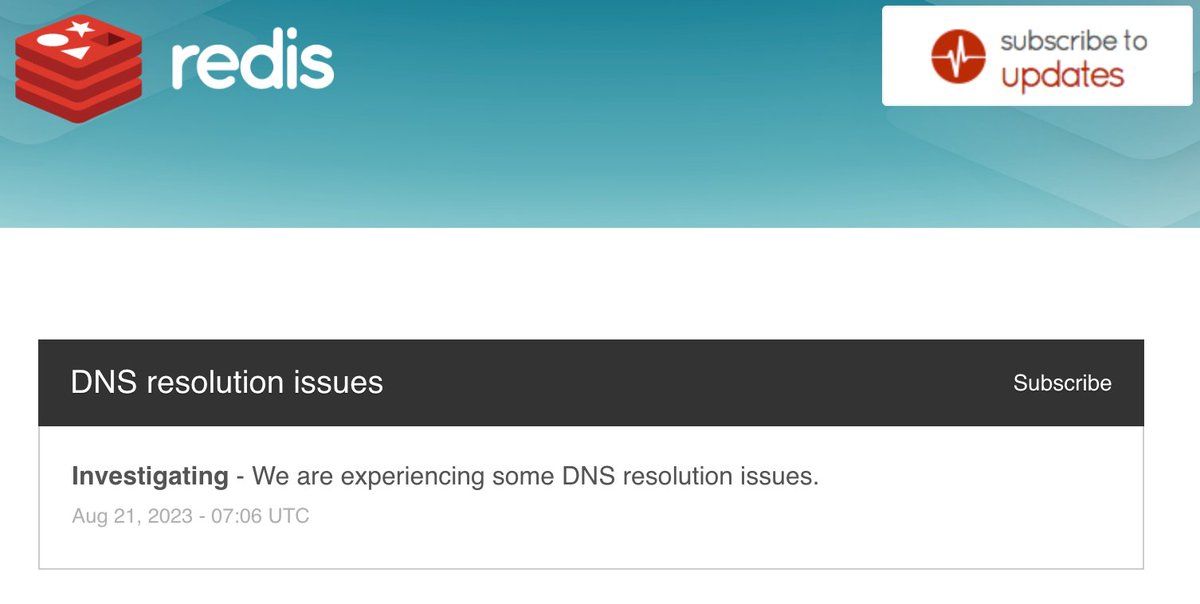 redis
subscribe to
updates
DNS resolution issues
Subscribe
Investigating - We are experiencing some DNS resolution issues.
Aug 21, 2023 - 07:06 UTC